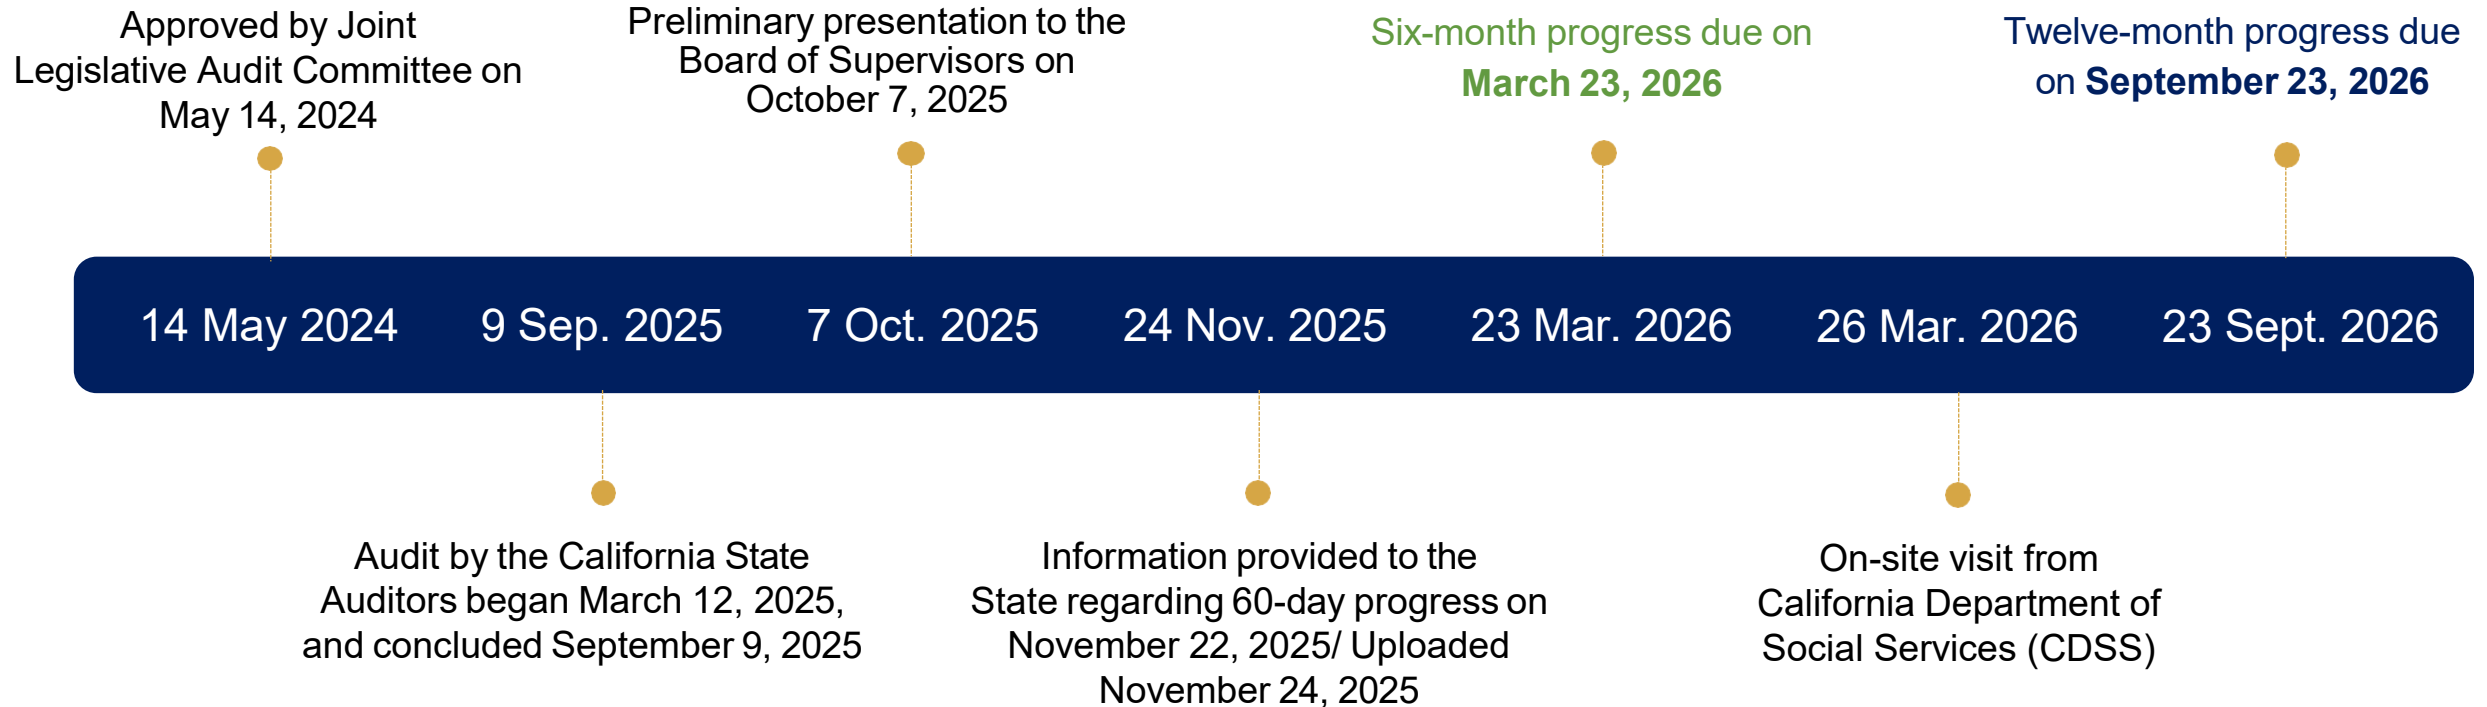 Approved by Joint
Legislative Audit Committee on
May 14, 2024
Preliminary presentation to the
Board of Supervisors on
October 7, 2025
Six-month progress due on
March 23, 2026
Twelve-month progress due
on September 23, 2026
14 May 2024
9 Sep. 2025
7 Oct. 2025
24 Nov. 2025
23 Mar. 2026
26 Mar. 2026
23 Sept. 2026
Audit by the California State
Auditors began March 12, 2025,
and concluded September 9, 2025
Information provided to the
State regarding 60-day progress on
November 22, 2025/ Uploaded
November 24, 2025
On-site visit from
California Department of
Social Services (CDSS)